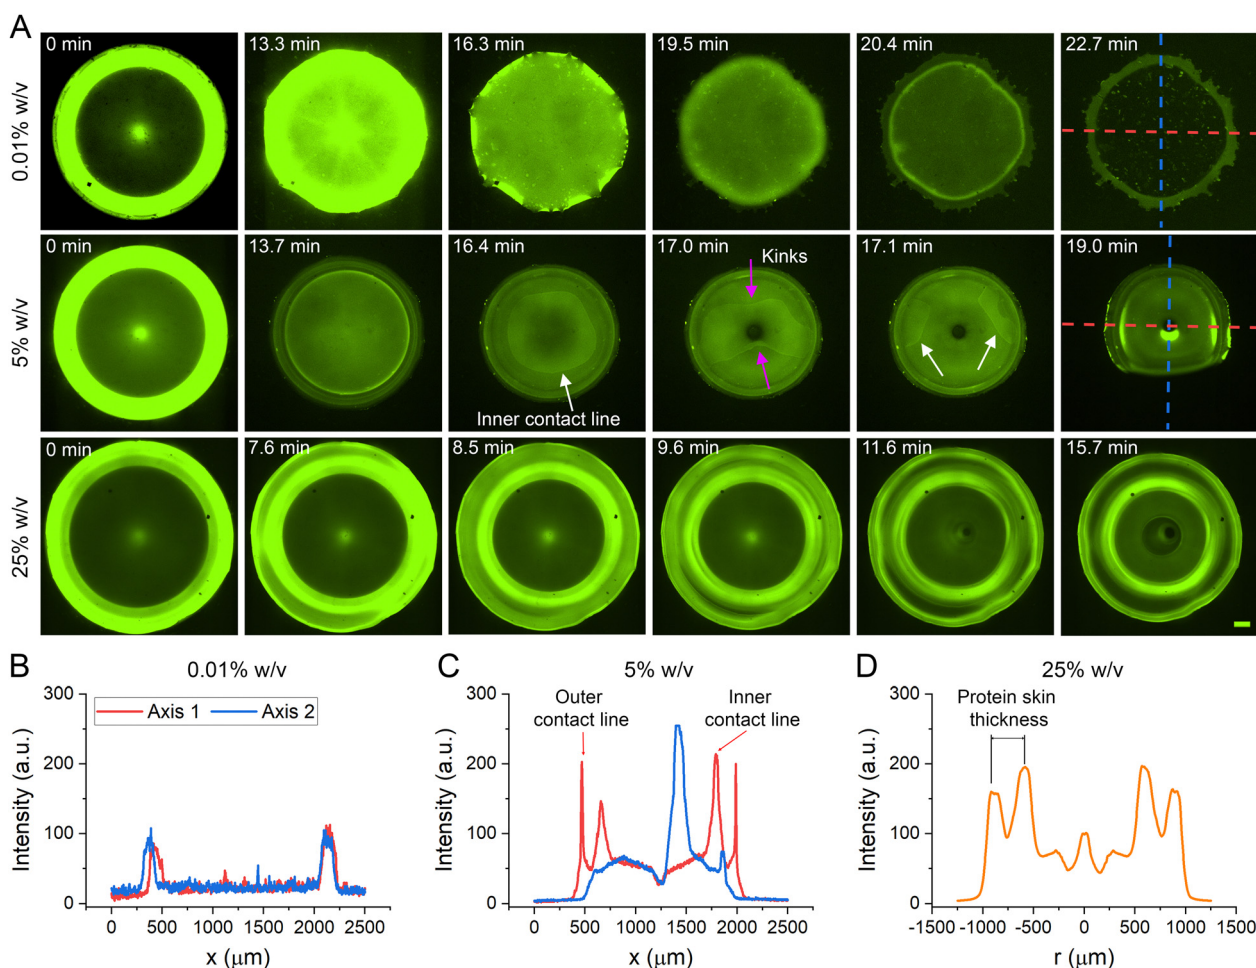 A
0.01% w/v
0 min
13.3 min
16.3 min
19.5 min
20.4 min
22.7 min
5% w/v
0 min
13.7 min
16.4 min
17.0 min
17.1 min
19.0 min
Kinks
Inner contact line
25% w/v
0 min
7.6 min
8.5 min
9.6 min
11.6 min
15.7 min
B
0.01% w/v
Axis 1
Axis 2
Intensity (a.u.)
300
200
100
0
0
500
1000
1500
2000
2500
x (μm)
C
5% w/v
Outer
contact line
Inner
contact line
Intensity (a.u.)
300
200
100
0
0
500
1000
1500
2000
2500
x (μm)
D
25% w/v
Protein skin
thickness
Intensity (a.u.)
300
200
100
0
-1500
-1000
-500
0
500
1000
1500
r (μm)